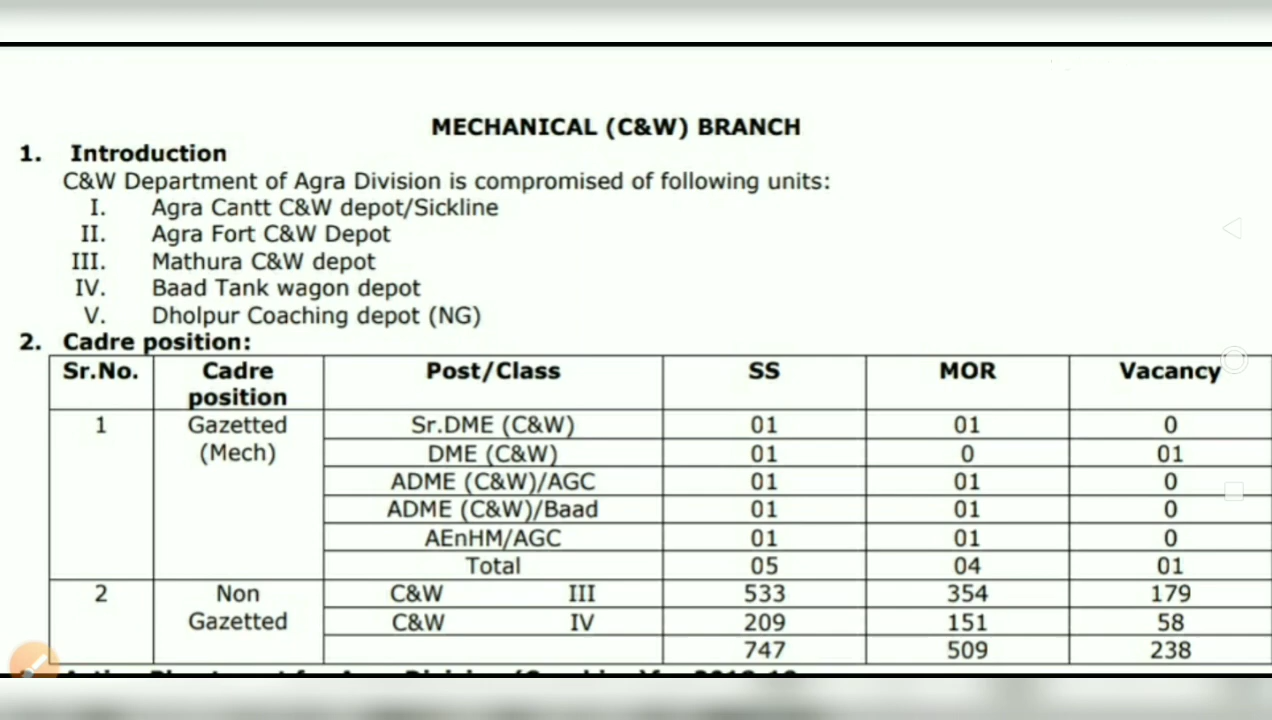 MECHANICAL (C&W) BRANCH
1. Introduction
C&W Department of Agra Division is compromised of following units:
I. Agra Cantt C&W depot/Sickline
II. Agra Fort C&W Depot
III. Mathura C&W depot
IV. Baad Tank wagon depot
V. Dholpur Coaching depot (NG)
2. Cadre position:
Sr.No. Cadre position Post/Class SS MOR Vacancy
1 Gazetted (Mech) Sr.DME (C&W) 01 01 0
DME (C&W) 01 0 01
ADME (C&W)/AGC 01 01 0
ADME (C&W)/Baad 01 01 0
AEnHM/AGC 01 01 0
Total 05 04 01
2 Non Gazetted C&W III 533 354 179
C&W IV 209 151 58
747 509 238